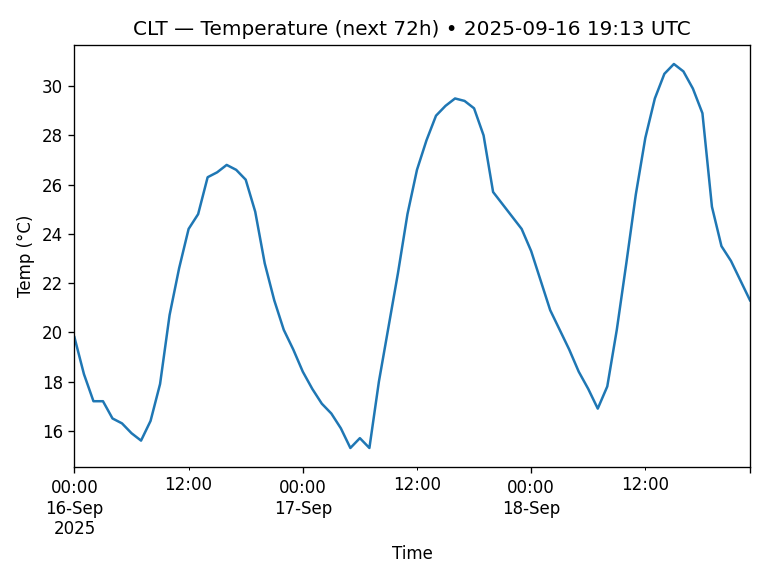 CLT — Temperature (next 72h) • 2025-09-16 19:13 UTC
Temp (°C)
30
28
26
24
22
20
18
16
00:00 12:00 00:00 12:00 00:00 12:00
16-Sep 17-Sep 18-Sep
2025
Time